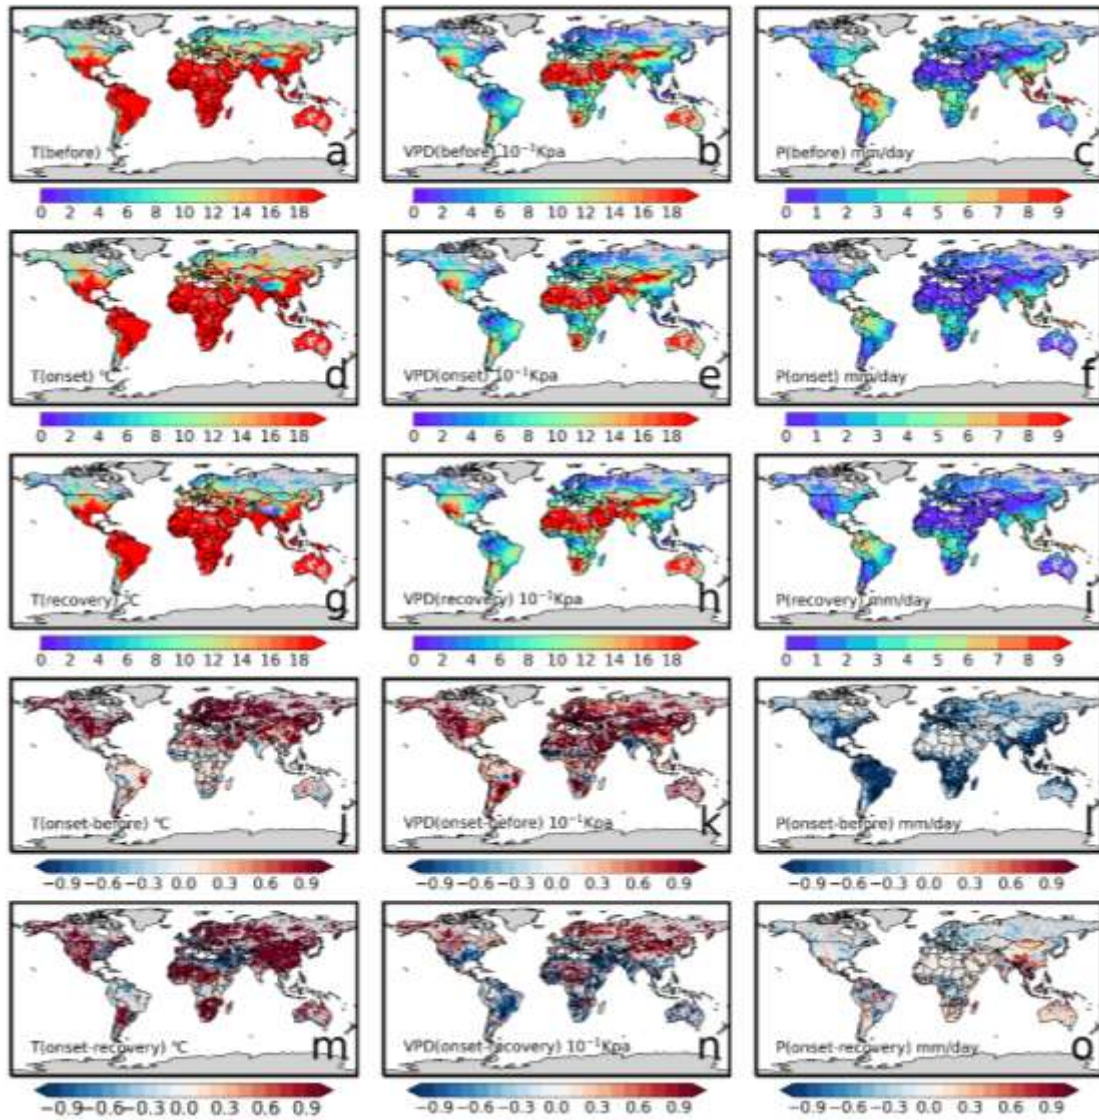 T(before) °C a
VPD(before) 10⁻¹Kpa b
P(before) mm/day c
0 2 4 6 8 10 12 14 16 18
0 2 4 6 8 10 12 14 16 18
0 1 2 3 4 5 6 7 8 9
T(onset) °C d
VPD(onset) 10⁻¹Kpa e
P(onset) mm/day f
0 2 4 6 8 10 12 14 16 18
0 2 4 6 8 10 12 14 16 18
0 1 2 3 4 5 6 7 8 9
T(recovery) °C g
VPD(recovery) 10⁻¹Kpa h
P(recovery) mm/day i
0 2 4 6 8 10 12 14 16 18
0 2 4 6 8 10 12 14 16 18
0 1 2 3 4 5 6 7 8 9
T(onset-before) °C j
VPD(onset-before) 10⁻¹Kpa k
P(onset-before) mm/day l
−0.9 −0.6 −0.3 0.0 0.3 0.6 0.9
−0.9 −0.6 −0.3 0.0 0.3 0.6 0.9
−0.9 −0.6 −0.3 0.0 0.3 0.6 0.9
T(onset-recovery) °C m
VPD(onset-recovery) 10⁻¹Kpa n
P(onset-recovery) mm/day o
−0.9 −0.6 −0.3 0.0 0.3 0.6 0.9
−0.9 −0.6 −0.3 0.0 0.3 0.6 0.9
−0.9 −0.6 −0.3 0.0 0.3 0.6 0.9